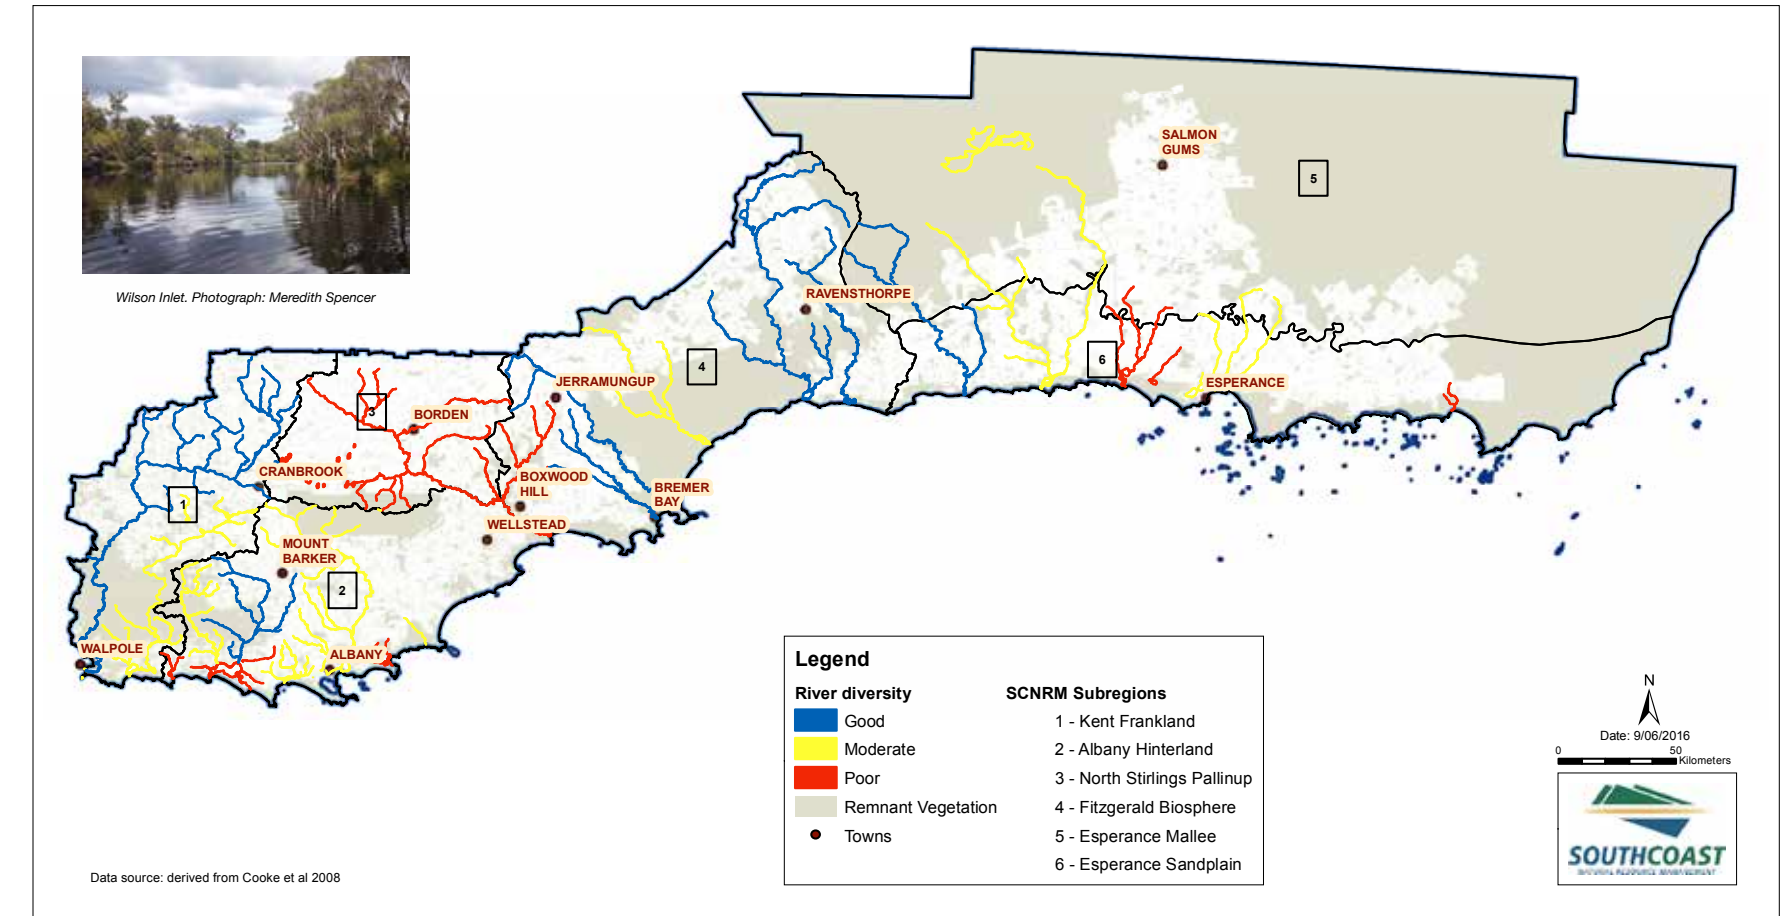 SALMON
GUMS
5
Wilson Inlet. Photograph: Meredith Spencer
RAVENSTHORPE
4
6
JERRAMUNGUP
ESPERANCE
3
BORDEN
CRANBROOK
BOXWOOD
HILL
BREMER
BAY
1
WELLSTEAD
MOUNT
BARKER
2
WALPOLE
ALBANY
Legend
River diversity
Good
Moderate
Poor
Remnant Vegetation
Towns
SCNRM Subregions
1 - Kent Frankland
2 - Albany Hinterland
3 - North Stirlings Pallinup
4 - Fitzgerald Biosphere
5 - Esperance Mallee
6 - Esperance Sandplain
N
Date: 9/06/2016
0 50
Kilometers
SOUTHCOAST
NATURAL RESOURCE MANAGEMENT
Data source: derived from Cooke et al 2008